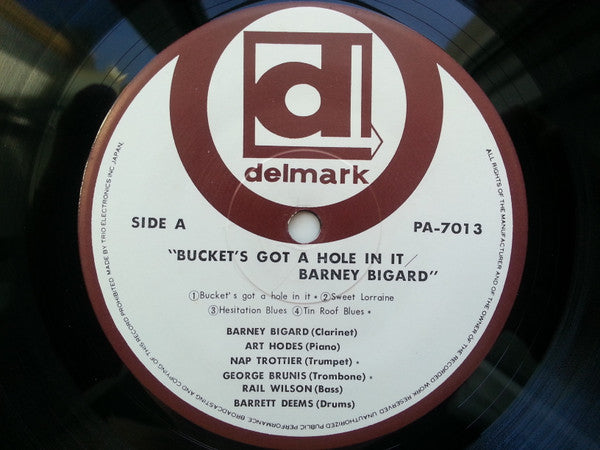 d
delmark
SIDE A
PA-7013
"BUCKET'S GOT A HOLE IN IT/
BARNEY BIGARD"
①Bucket's got a hole in it * ②Sweet Lorraine
③Hesitation Blues ④Tin Roof Blues *
BARNEY BIGARD (Clarinet)
ART HODES (Piano)
NAP TROTTIER (Trumpet) *
GEORGE BRUNIS (Trombone) *
RAIL WILSON (Bass)
BARRETT DEEMS (Drums)
ALL RIGHTS OF THE MANUFACTURER AND OF THE OWNER OF THE RECORDED WORK RESERVED UNAUTHORIZED PUBLIC PERFORMANCE BROADCASTING AND COPYING OF THIS RECORD PROHIBITED MADE BY TRIO ELECTRONICS INC JAPAN.